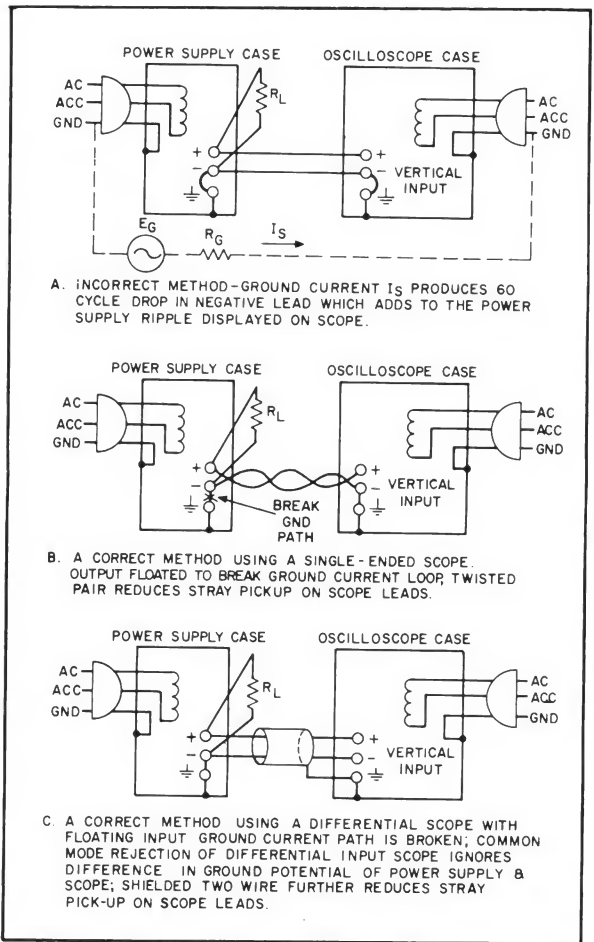 POWER SUPPLY CASE
OSCILLOSCOPE CASE
AC
ACC
GND
RL
+
-
+
-
VERTICAL
INPUT
AC
ACC
GND
EG
RG
IS
A. INCORRECT METHOD-GROUND CURRENT IS PRODUCES 60
CYCLE DROP IN NEGATIVE LEAD WHICH ADDS TO THE POWER
SUPPLY RIPPLE DISPLAYED ON SCOPE.
POWER SUPPLY CASE
OSCILLOSCOPE CASE
AC
ACC
GND
RL
+
-
BREAK
GND
PATH
+
-
VERTICAL
INPUT
AC
ACC
GND
B. A CORRECT METHOD USING A SINGLE-ENDED SCOPE.
OUTPUT FLOATED TO BREAK GROUND CURRENT LOOP, TWISTED
PAIR REDUCES STRAY PICKUP ON SCOPE LEADS.
POWER SUPPLY CASE
OSCILLOSCOPE CASE
AC
ACC
GND
RL
+
-
+
-
VERTICAL
INPUT
AC
ACC
GND
C. A CORRECT METHOD USING A DIFFERENTIAL SCOPE WITH
FLOATING INPUT GROUND CURRENT PATH IS BROKEN; COMMON
MODE REJECTION OF DIFFERENTIAL INPUT SCOPE IGNORES
DIFFERENCE IN GROUND POTENTIAL OF POWER SUPPLY &
SCOPE; SHIELDED TWO WIRE FURTHER REDUCES STRAY
PICK-UP ON SCOPE LEADS.